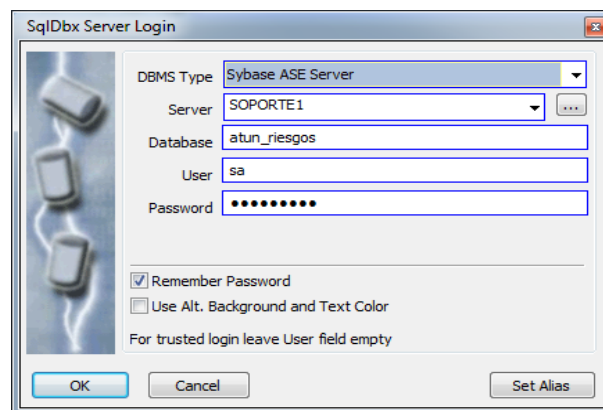 SqlDbx Server Login
DBMS Type Sybase ASE Server
Server SOPORTE1 ...
Database atun_riesgos
User sa
Password •••••••••
Remember Password
Use Alt. Background and Text Color
For trusted login leave User field empty
OK Cancel Set Alias